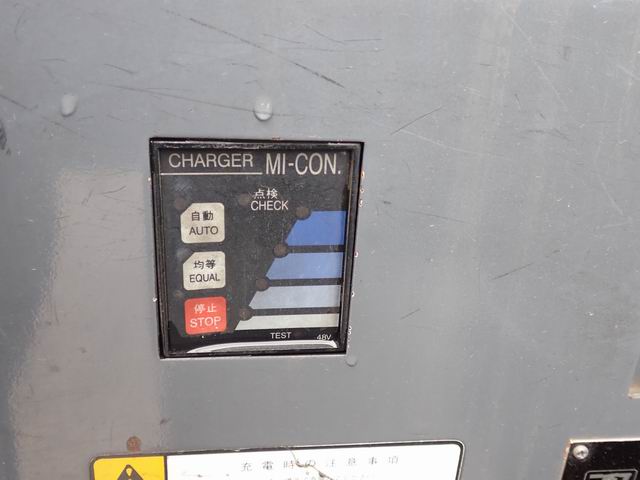 CHARGER MI-CON.
点検
CHECK
自動
AUTO
均等
EQUAL
停止
STOP
TEST
48V
充電時の注意事項